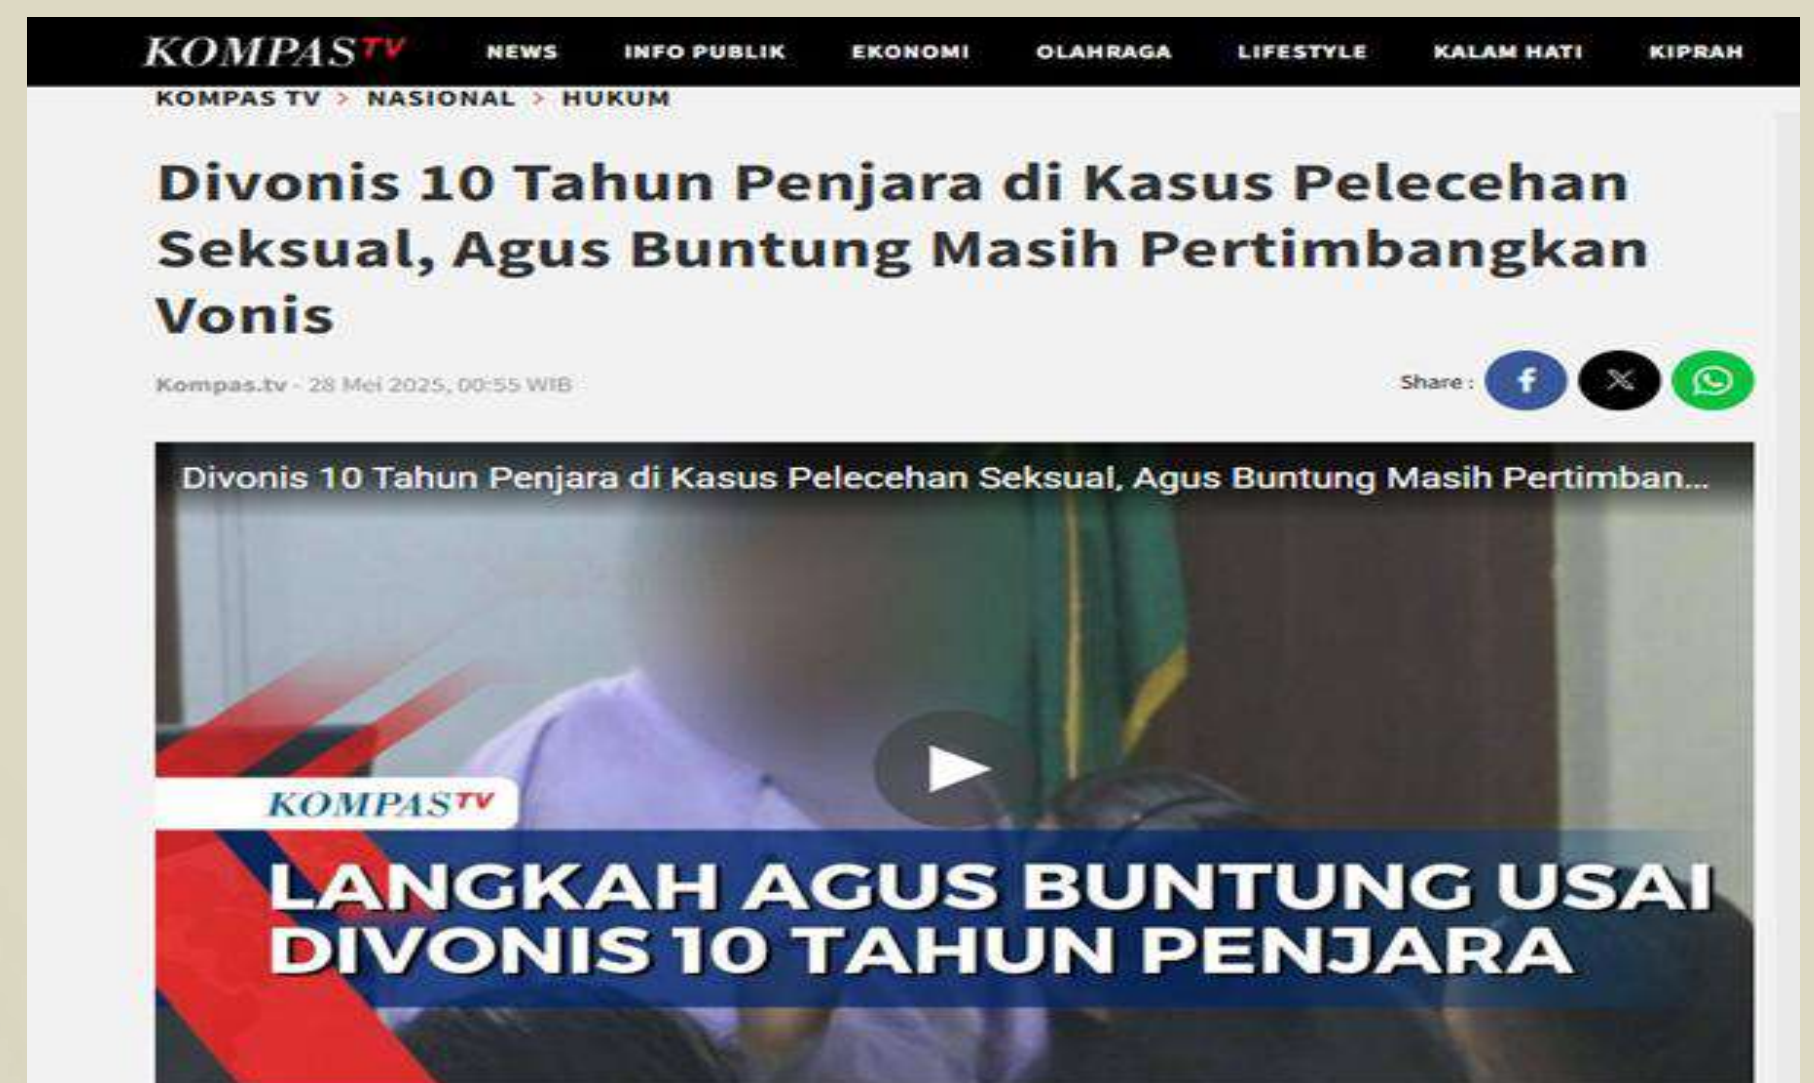 KOMPASTV NEWS INFO PUBLIK EKONOMI OLAHRAGA LIFESTYLE KALAM HATI KIPRAH
KOMPAS TV > NASIONAL > HUKUM
Divonis 10 Tahun Penjara di Kasus Pelecehan
Seksual, Agus Buntung Masih Pertimbangkan
Vonis
Kompas.tv - 28 Mei 2025, 00:55 WIB
Share :
Divonis 10 Tahun Penjara di Kasus Pelecehan Seksual, Agus Buntung Masih Pertimban...
KOMPASTV
LANGKAH AGUS BUNTUNG USAI
DIVONIS 10 TAHUN PENJARA